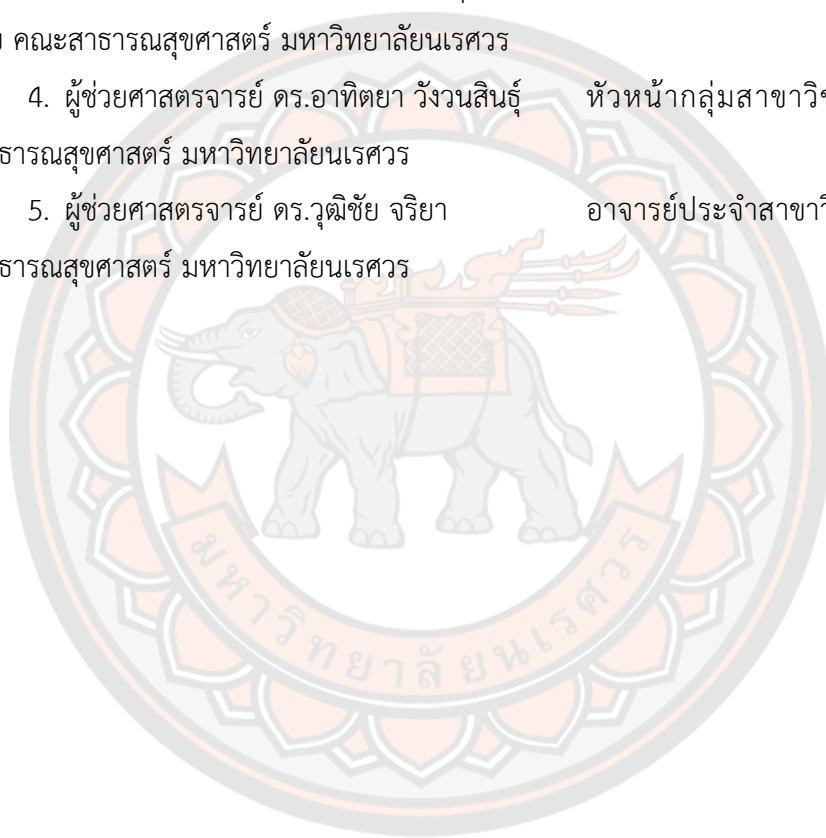 คณะสาธารณสุขศาสตร์ มหาวิทยาลัยนเรศวร
4. ผู้ช่วยศาสตรจารย์ ดร.อาทิตยา วังวนสินธุ์ หัวหน้ากลุ่มสาขาวิช
ธารณสุขศาสตร์ มหาวิทยาลัยนเรศวร
5. ผู้ช่วยศาสตรจารย์ ดร.วุฒิชัย จริยา อาจารย์ประจำสาขาวิ
ธารณสุขศาสตร์ มหาวิทยาลัยนเรศวร
มหาวิทยาลัยนเรศวร